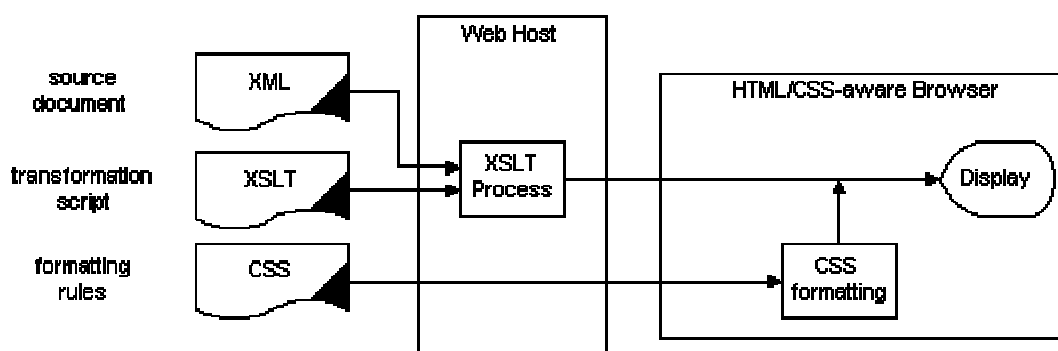 Web Host
source
document
XML
HTML/CSS-aware Browser
transformation
script
XSLT
XSLT
Process
Display
formatting
rules
CSS
CSS
formatting